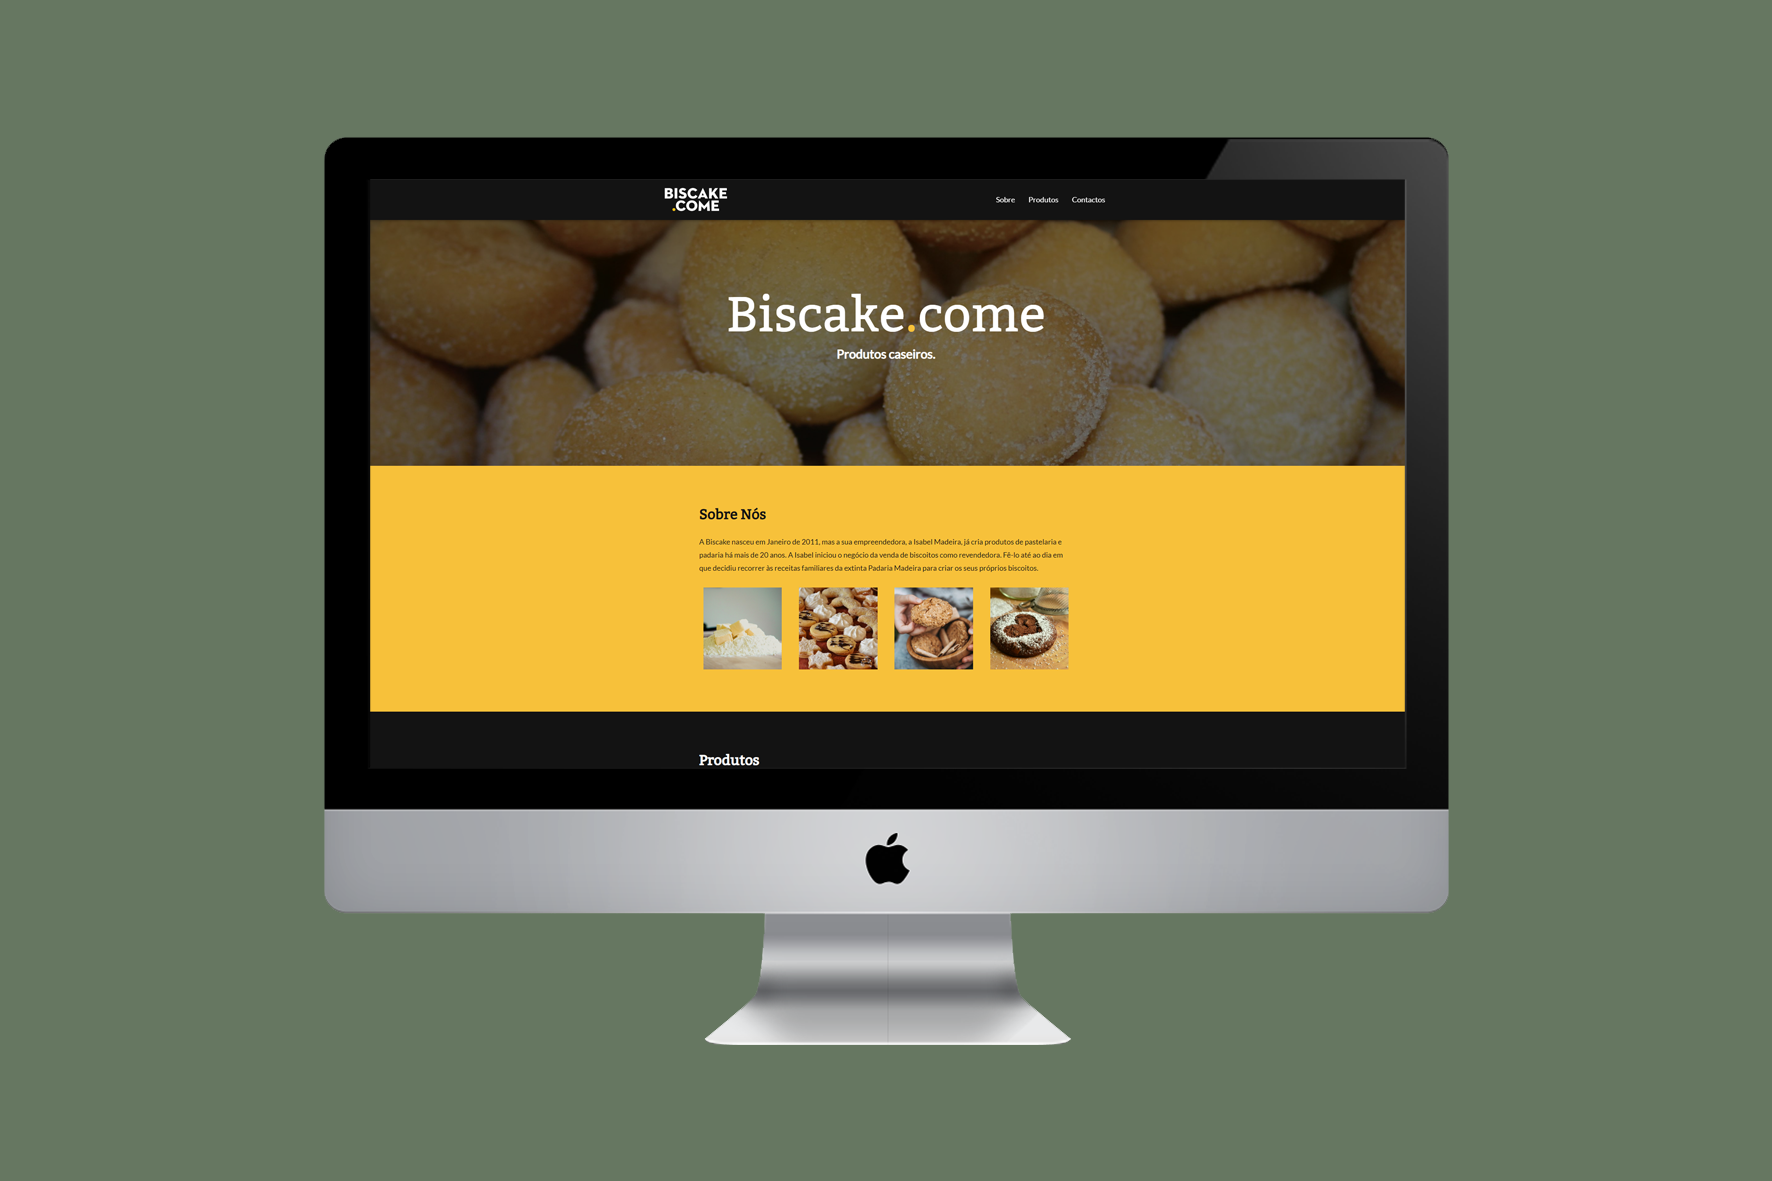 BISCAKE
.COME
Sobre Produtos Contactos
Biscake.come
Produtos caseiros.
Sobre Nós
A Biscake nasceu em Janeiro de 2011, mas a sua empreendedora, a Isabel Madeira, já cria produtos de pastelaria e
padaria há mais de 20 anos. A Isabel iniciou o negócio da venda de biscoitos como revendedora. Fê-lo até ao dia em
que decidiu recorrer às receitas familiares da extinta Padaria Madeira para criar os seus próprios biscoitos.
Produtos